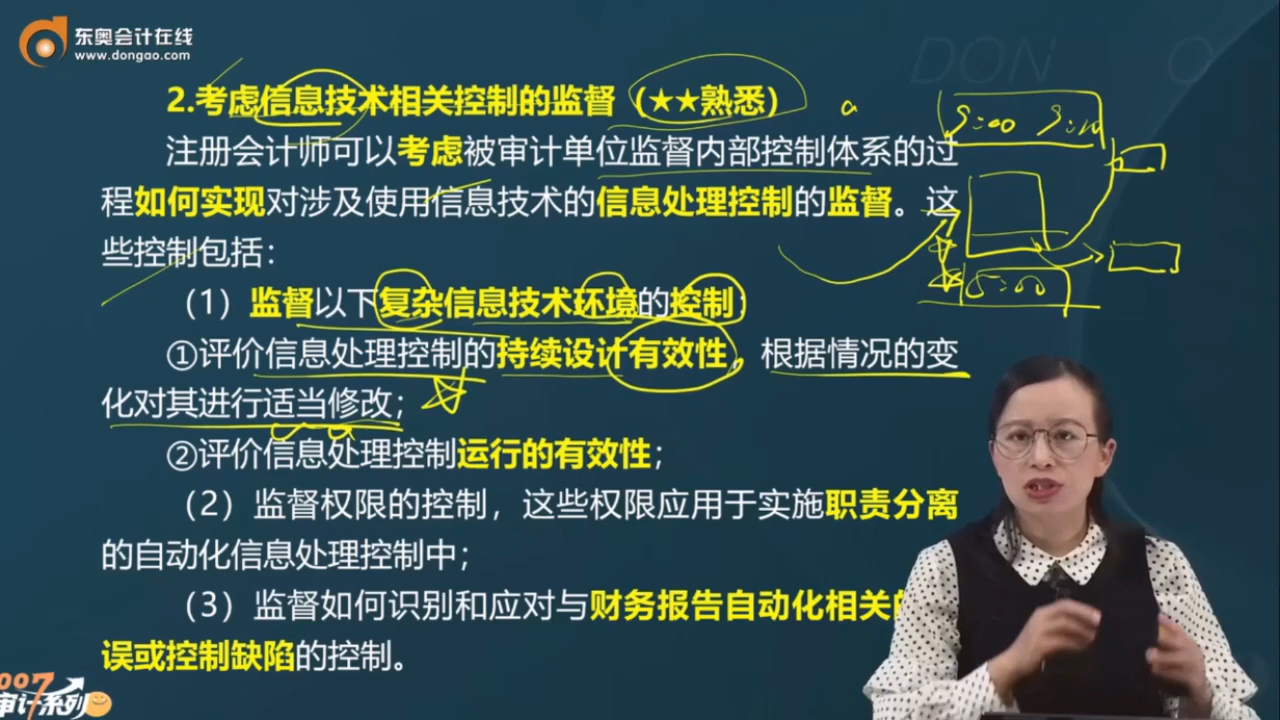 东奥会计在线
www.dongao.com
DON O
2.考虑信息技术相关控制的监督（★★熟悉）
注册会计师可以考虑被审计单位监督内部控制体系的过
程如何实现对涉及使用信息技术的信息处理控制的监督。这
些控制包括：
（1）监督以下复杂信息技术环境的控制：
①评价信息处理控制的持续设计有效性，根据情况的变
化对其进行适当修改；
②评价信息处理控制运行的有效性；
（2）监督权限的控制，这些权限应用于实施职责分离
的自动化信息处理控制中；
（3）监督如何识别和应对与财务报告自动化相关的
误或控制缺陷的控制。
007
审计系列